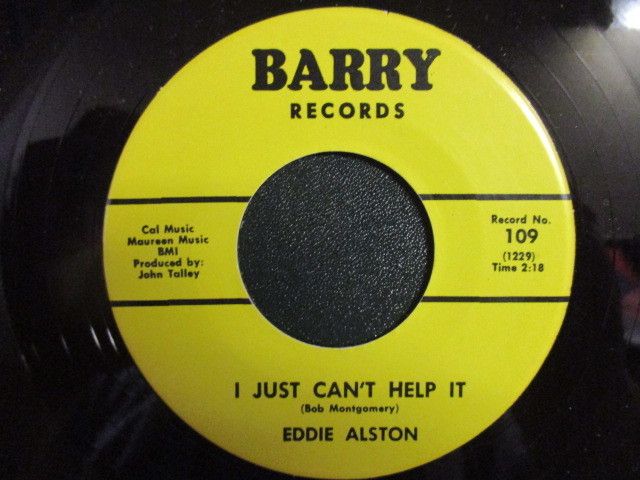 BARRY
RECORDS
Cal Music
Maureen Music
BMI
Produced by:
John Talley
Record No.
109
(1229)
Time 2:18
I JUST CAN'T HELP IT
(Bob Montgomery)
EDDIE ALSTON